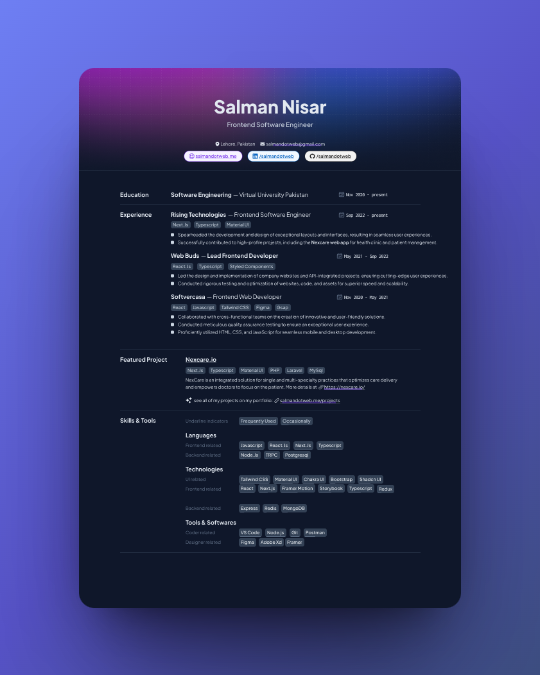 Salman Nisar
Frontend Software Engineer
Lahore, Pakistan salmandotweb@gmail.com
salmandotweb.me /salmandotweb /salmandotweb
Education Software Engineering — Virtual University Pakistan Nov 2020 - present
Experience Rising Technologies — Frontend Software Engineer Sep 2022 - present
Next.Js Typescript Material UI
Spearheaded the development and design of exceptional layouts and interfaces, resulting in seamless user experiences.
Successfully contributed to high-profile projects, including the Nexcare web app for health clinic and patient management.
Web Buds — Lead Frontend Developer May 2021 - Sep 2022
React.Js Typescript Styled Components
Led the design and implementation of company websites and API-integrated projects, ensuring cutting-edge user experiences.
Conducted rigorous testing and optimization of websites, code, and assets for superior speed and scalability.
Softvercasa — Frontend Web Developer Nov 2020 - May 2021
React Javascript Tailwind CSS Figma Gsap
Collaborated with cross-functional teams on the creation of innovative and user-friendly solutions.
Conducted meticulous quality assurance testing to ensure an exceptional user experience.
Proficiently utilized HTML, CSS, and JavaScript for seamless mobile and desktop development.
Featured Project Nexcare.io
Next.Js Typescript Material UI PHP Laravel MySql
NexCare is an integrated solution for single and multi-specialty practices that optimizes care delivery
and empowers doctors to focus on the patient. More details at https://nexcare.io/
see all of my projects on my portfolio: salmandotweb.me/projects
Skills & Tools Underline indicators Frequently Used Occasionally
Languages
Frontend related Javascript React.Js Next.Js Typescript
Backend related Node.Js TRPC Postgresql
Technologies
UI related Tailwind CSS Material UI Chakra UI Bootstrap Shadcn UI
Frontend related React Next.js Framer Motion Storybook Typescript Redux
Backend related Express Redis MongoDB
Tools & Softwares
Code related VS Code Node.js Git Postman
Designe related Figma Adobe Xd Framer